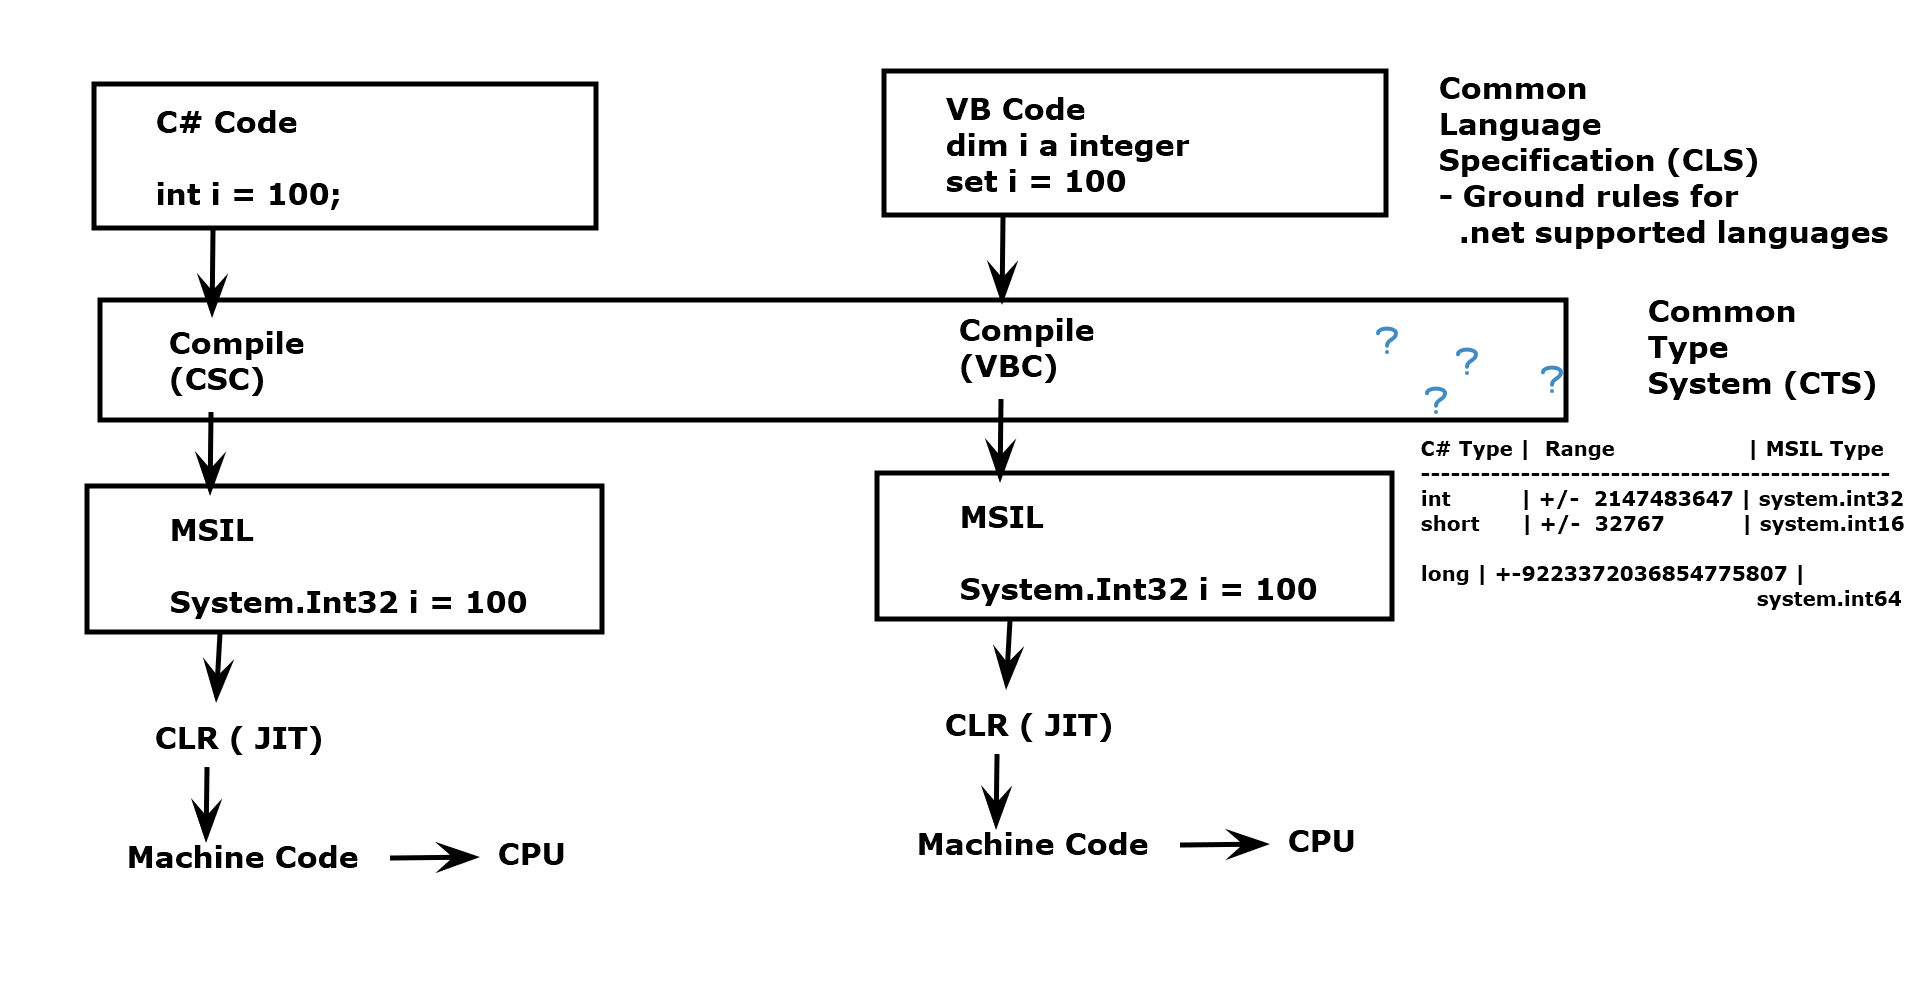 C# Code
int i = 100;
VB Code
dim i a integer
set i = 100
Common
Language
Specification (CLS)
- Ground rules for
.net supported languages
Compile
(CSC)
Compile
(VBC)
? ? ? ?
Common
Type
System (CTS)
C# Type | Range | MSIL Type
-----------------------------------------------
int | +/- 2147483647 | system.int32
short | +/- 32767 | system.int16
long | +-9223372036854775807 |
system.int64
MSIL
System.Int32 i = 100
MSIL
System.Int32 i = 100
CLR ( JIT)
CLR ( JIT)
Machine Code
CPU
Machine Code
CPU